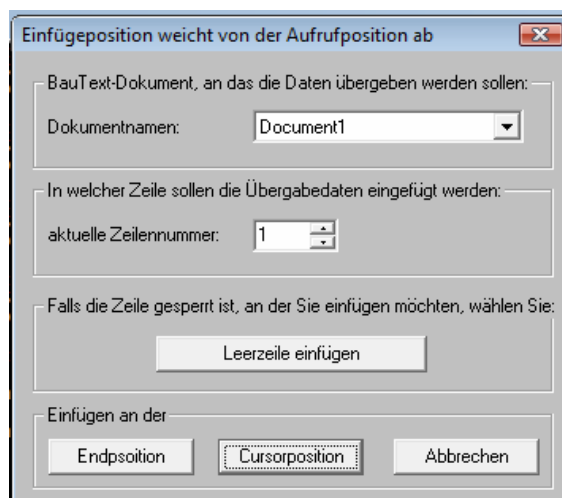 Einfügeposition weicht von der Aufrufposition ab
BauText-Dokument, an das die Daten übergeben werden sollen:
Dokumentnamen: Document1
In welcher Zeile sollen die Übergabedaten eingefügt werden:
aktuelle Zeilennummer: 1
Falls die Zeile gesperrt ist, an der Sie einfügen möchten, wählen Sie:
Leerzeile einfügen
Einfügen an der
Endpsoition Cursorposition Abbrechen